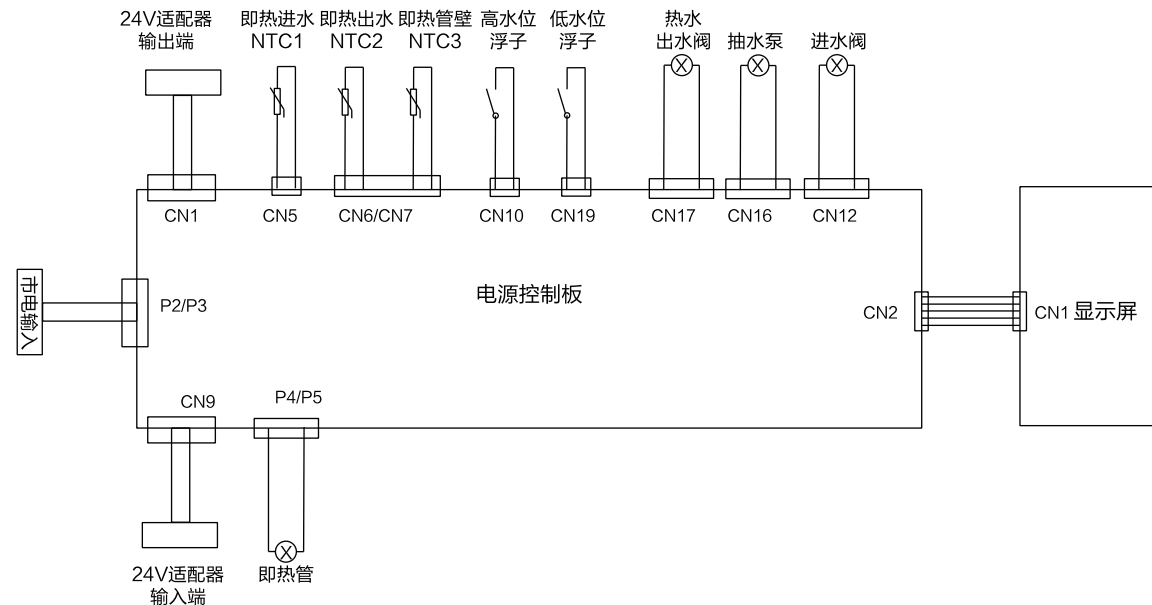 24V适配器
输出端
即热进水
NTC1
即热出水
NTC2
即热管壁
NTC3
高水位
浮子
低水位
浮子
热水
出水阀
抽水泵
进水阀
CN1
CN5
CN6/CN7
CN10
CN19
CN17
CN16
CN12
市电输入
P2/P3
电源控制板
CN2
CN1 显示屏
CN9
P4/P5
24V适配器
输入端
即热管